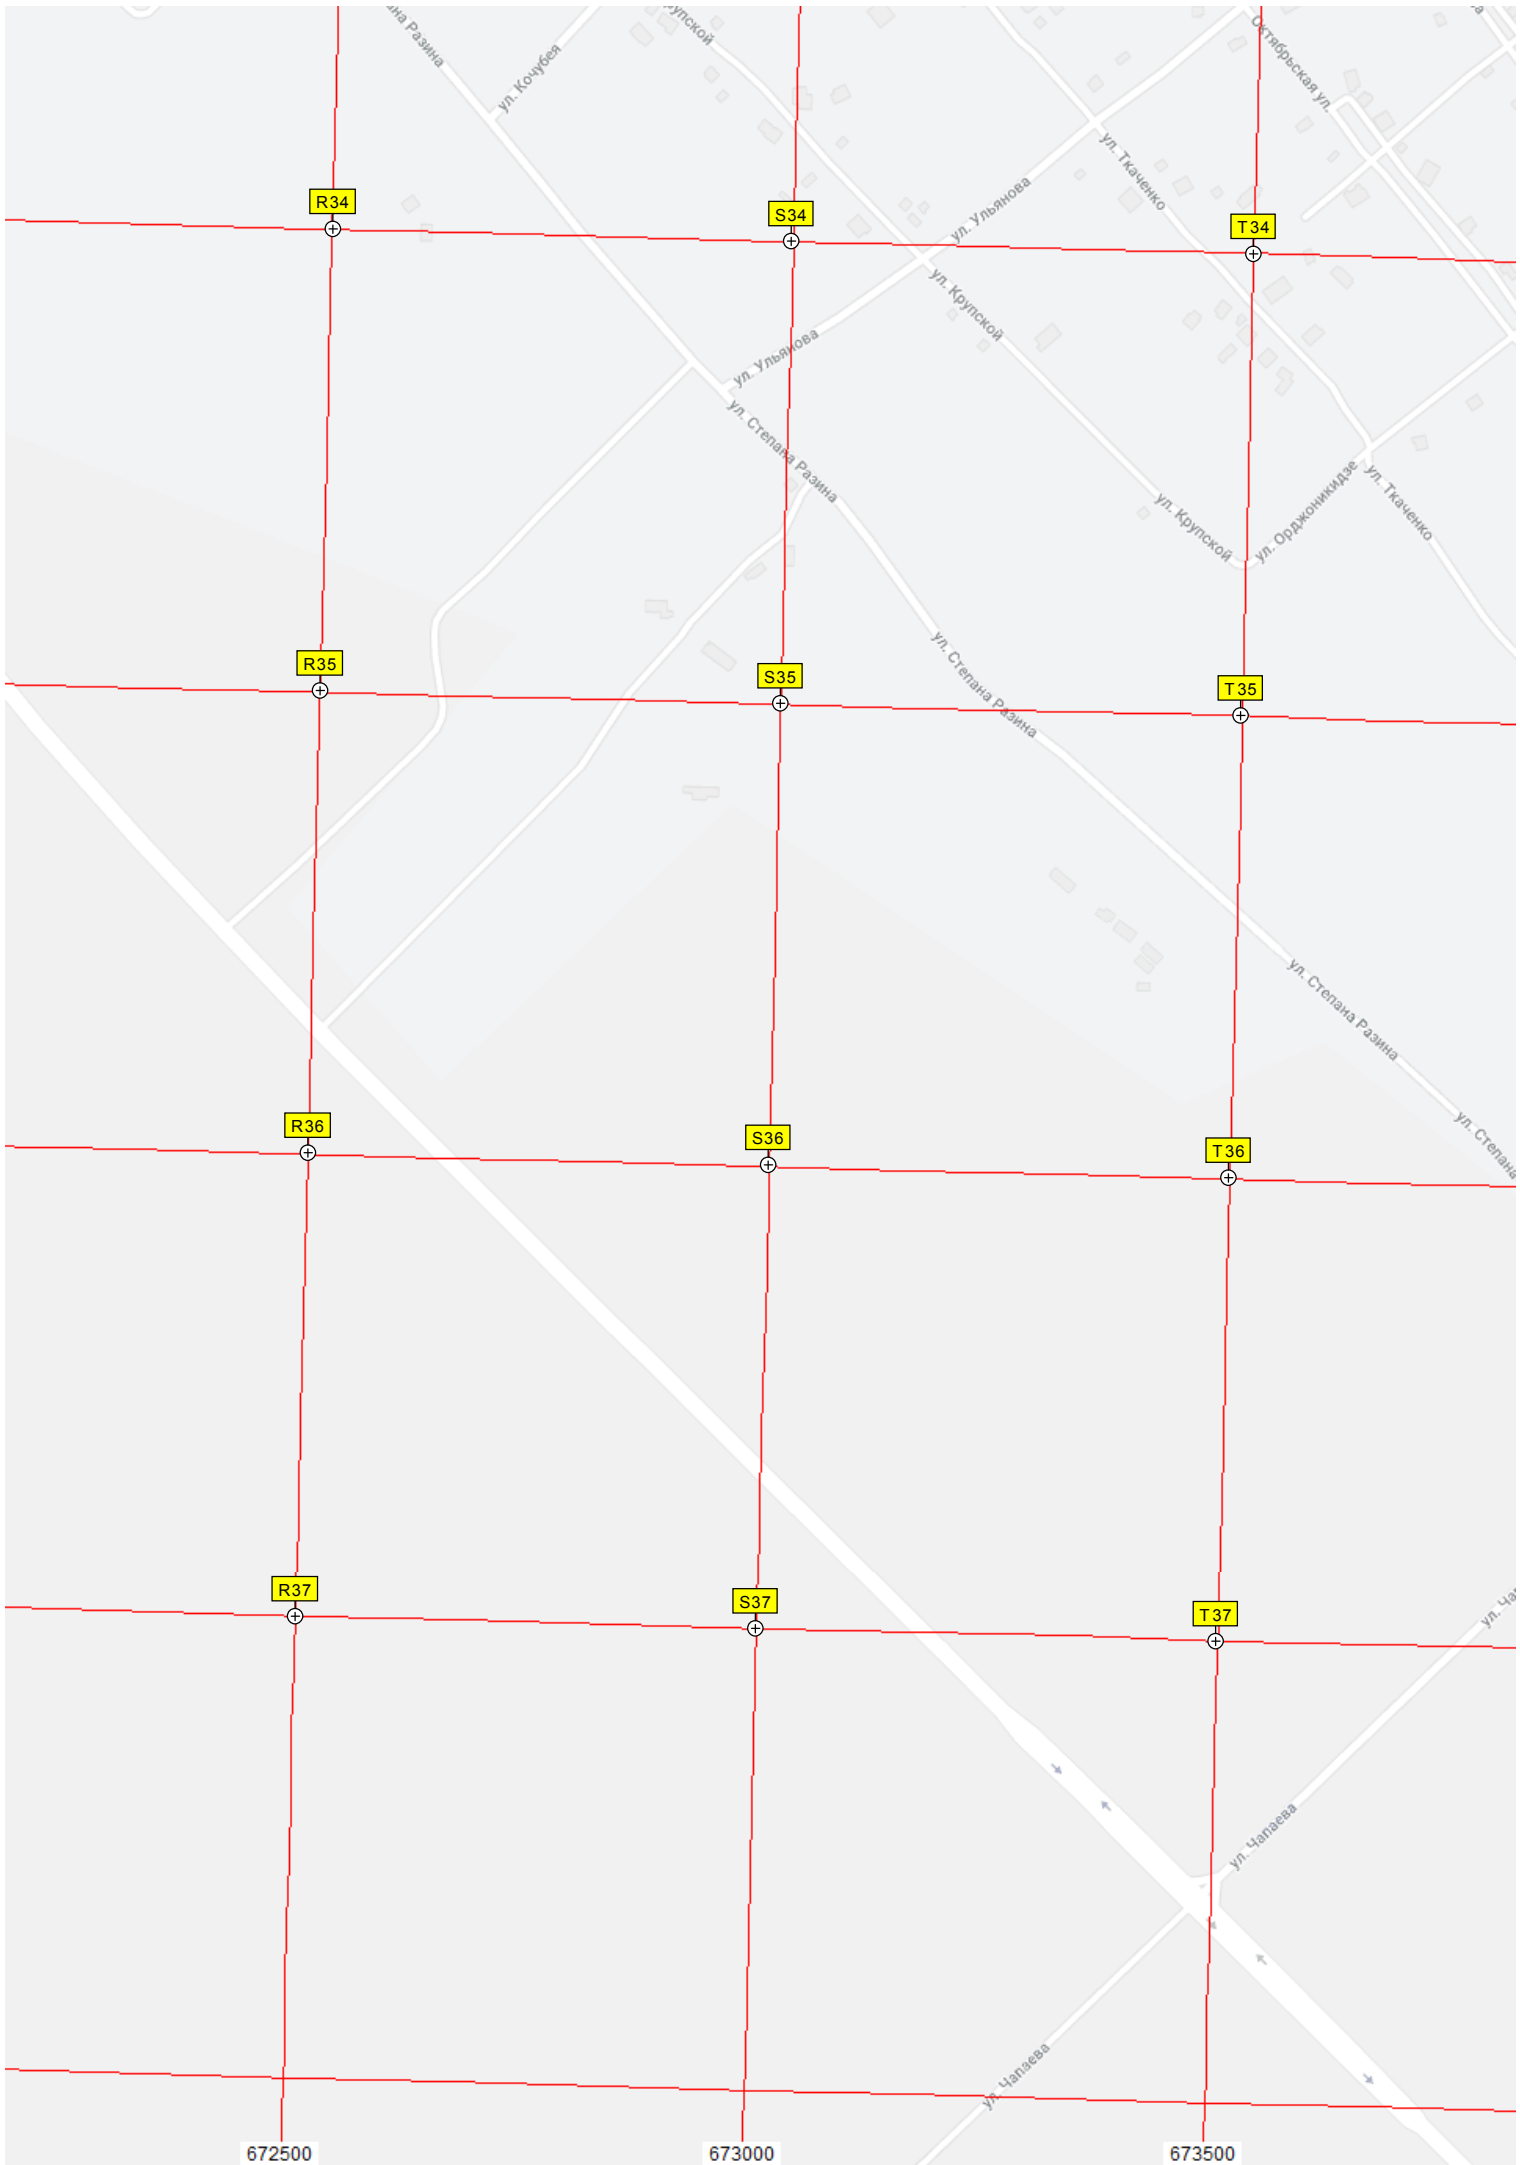 ул. Кочубея
Октябрьская ул.
ул. Ткаченко
R34
S34
T34
ул. Ульянова
ул. Крупской
ул. Ульянова
ул. Степана Разина
ул. Крупской
ул. Орджоникидзе
ул. Ткаченко
R35
S35
T35
ул. Степана Разина
ул. Степана Разина
R36
S36
T36
ул. Степана
R37
S37
T37
ул. Чапаева
ул. Чапаева
672500
673000
673500